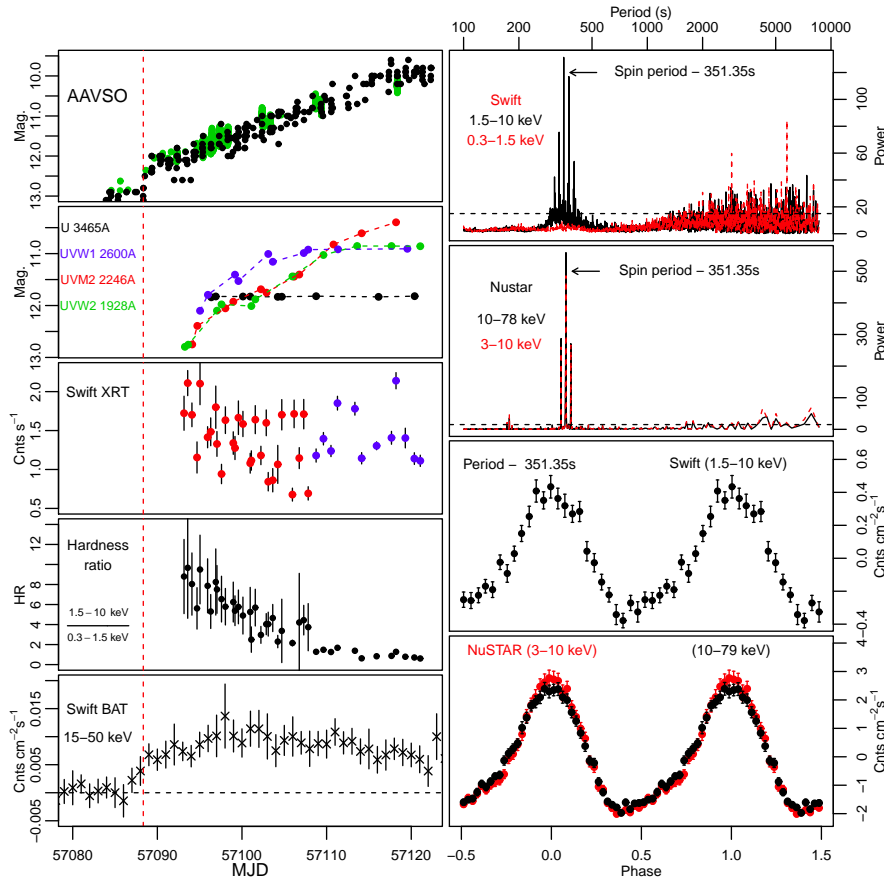 AAVSO
Mag.
10.0
11.0
12.0
13.0
U 3465A
UVW1 2600A
UVM2 2246A
UVW2 1928A
Mag.
11.0
12.0
13.0
Swift XRT
Cnts s⁻¹
2.0
1.5
1.0
0.5
Hardness
ratio
1.5–10 keV
0.3–1.5 keV
HR
12
8
6
4
2
0
Swift BAT
15–50 keV
Cnts cm⁻²s⁻¹
0.015
0.005
−0.005
57080 57090 57100 57110 57120
MJD
Period (s)
100 200 500 1000 2000 5000 10000
Spin period – 351.35s
Swift
1.5–10 keV
0.3–1.5 keV
Power
100
60
20
0
Spin period – 351.35s
Nustar
10–78 keV
3–10 keV
Power
500
300
100
0
Period – 351.35s Swift (1.5–10 keV)
Cnts cm⁻²s⁻¹
0.6
0.4
0.0
−0.4
NuSTAR (3–10 keV) (10–79 keV)
Cnts cm⁻²s⁻¹
4
3
2
1
0
−1
−2
−0.5 0.0 0.5 1.0 1.5
Phase